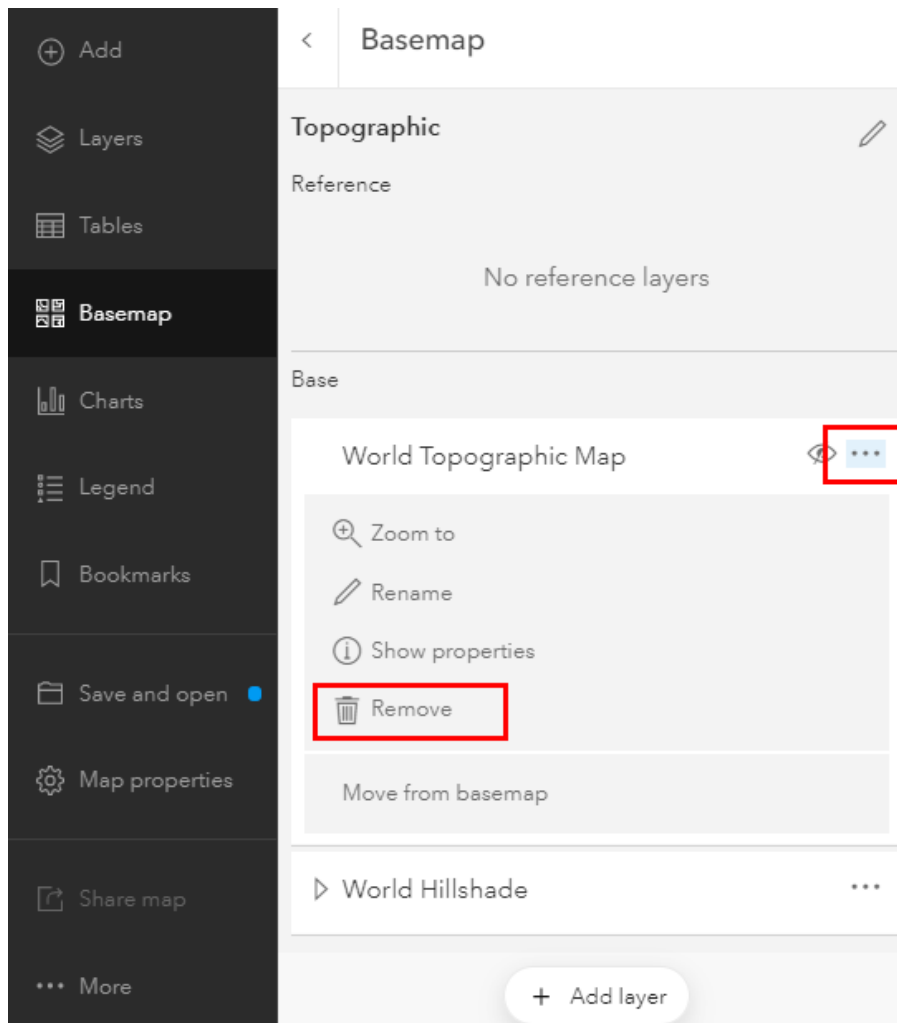 Add
Layers
Tables
Basemap
Charts
Legend
Bookmarks
Save and open
Map properties
Share map
More
Basemap
Topographic
Reference
No reference layers
Base
World Topographic Map
Zoom to
Rename
Show properties
Remove
Move from basemap
World Hillshade
+ Add layer